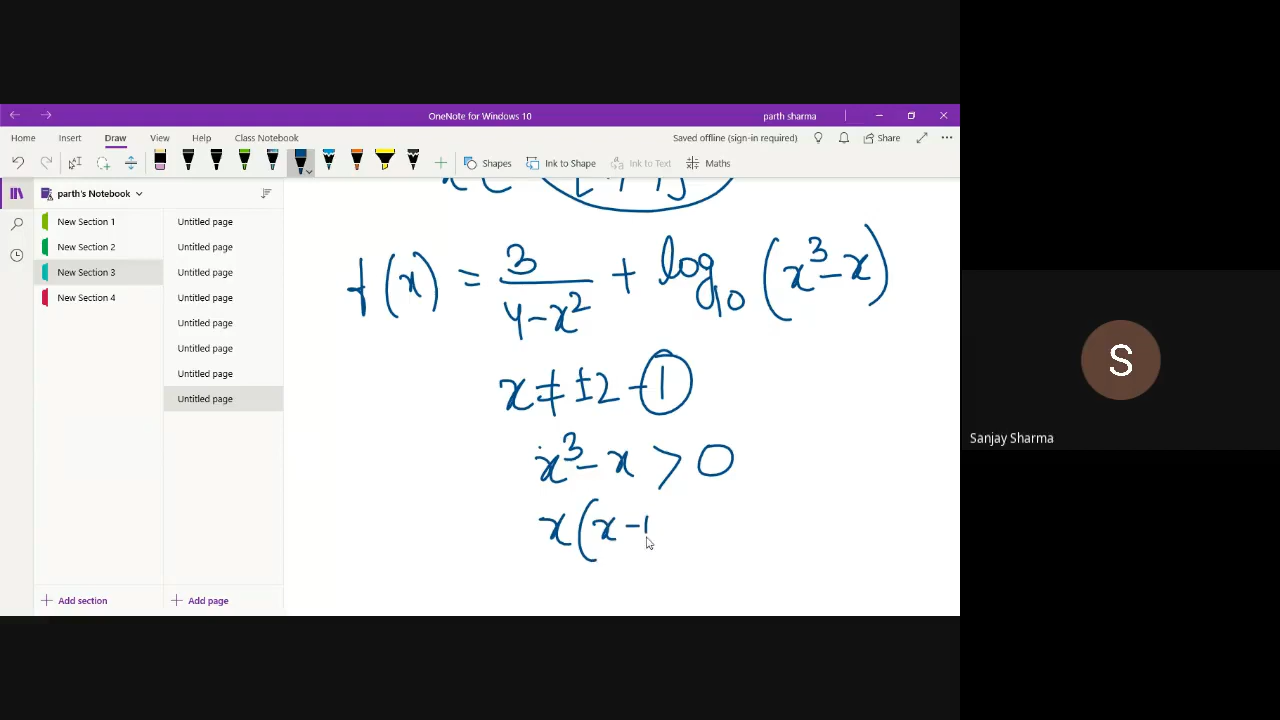 OneNote for Windows 10
parth sharma
Home Insert Draw View Help Class Notebook
Saved offline (sign-in required)
Share
Shapes Ink to Shape Ink to Text Maths
parth's Notebook
New Section 1
New Section 2
New Section 3
New Section 4
Untitled page
Untitled page
Untitled page
Untitled page
Untitled page
Untitled page
Untitled page
Untitled page
Add section
Add page
f(x) = 3/(4-x²) + log₁₀(x³-x)
x ≠ ±2 - ①
x³ - x > 0
x(x-1
S
Sanjay Sharma